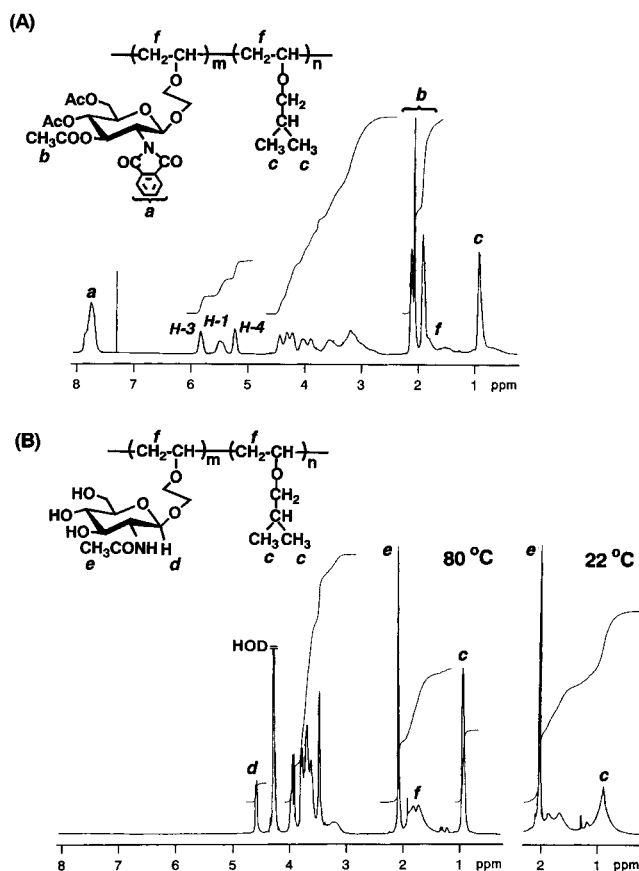 (A)
f f
—(CH2-CH)—m—(CH2-CH)—n—
O O
CH2
AcO O CH
AcO O CH3 CH3
CH3CO O c c
b N
O=C C=O
a
b
a H-3 H-1 H-4 f c
8 7 6 5 4 3 2 1 ppm
(B)
f f
—(CH2-CH)—m—(CH2-CH)—n—
O O
CH2
HO O CH
HO O CH3 CH3
HO c c
CH3CONH H
e d
e 80 °C e 22 °C
HOD
d f c c
8 7 6 5 4 3 2 1 ppm 2 1 ppm